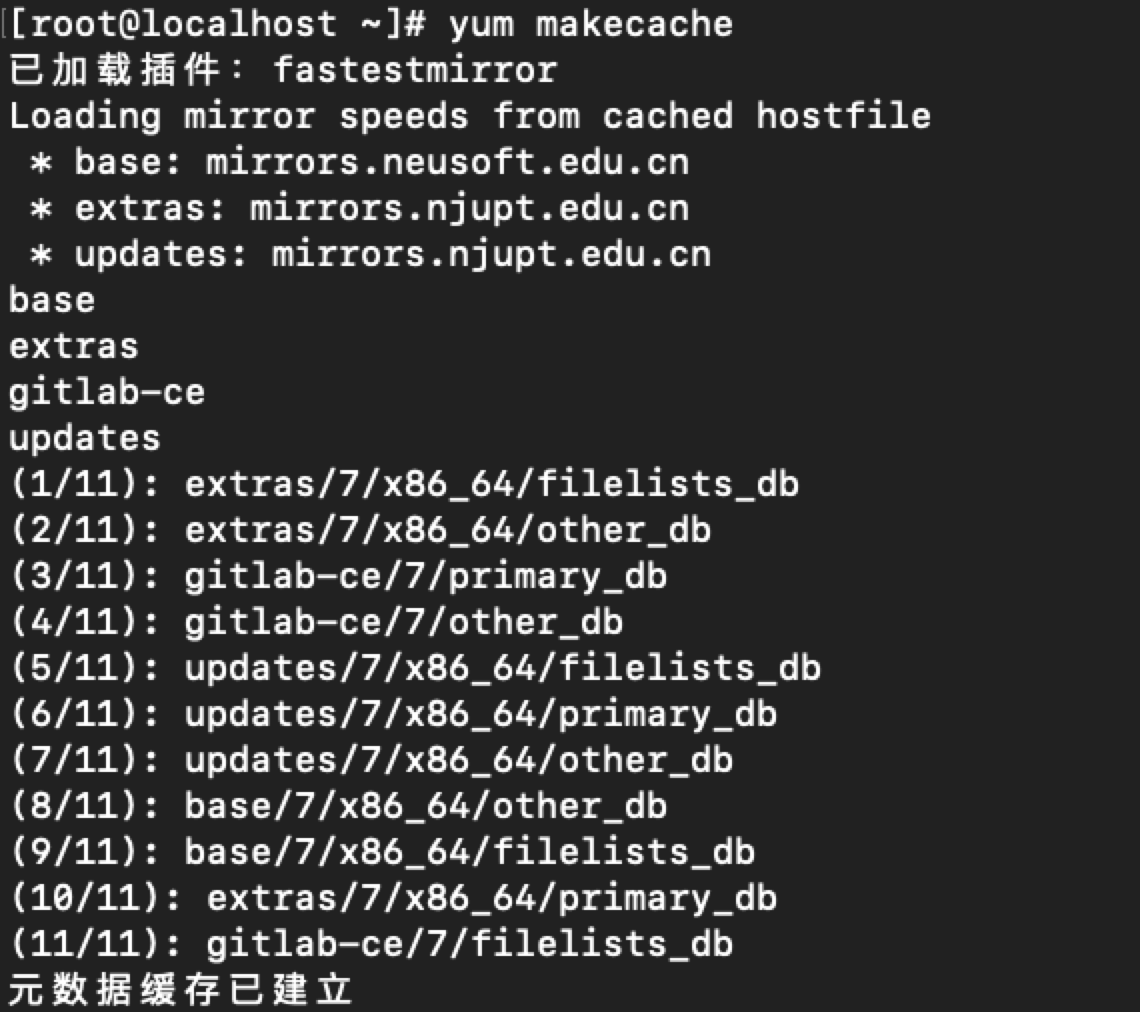 [[root@localhost ~]# yum makecache
已加载插件：fastestmirror
Loading mirror speeds from cached hostfile
 * base: mirrors.neusoft.edu.cn
 * extras: mirrors.njupt.edu.cn
 * updates: mirrors.njupt.edu.cn
base
extras
gitlab-ce
updates
(1/11): extras/7/x86_64/filelists_db
(2/11): extras/7/x86_64/other_db
(3/11): gitlab-ce/7/primary_db
(4/11): gitlab-ce/7/other_db
(5/11): updates/7/x86_64/filelists_db
(6/11): updates/7/x86_64/primary_db
(7/11): updates/7/x86_64/other_db
(8/11): base/7/x86_64/other_db
(9/11): base/7/x86_64/filelists_db
(10/11): extras/7/x86_64/primary_db
(11/11): gitlab-ce/7/filelists_db
元数据缓存已建立